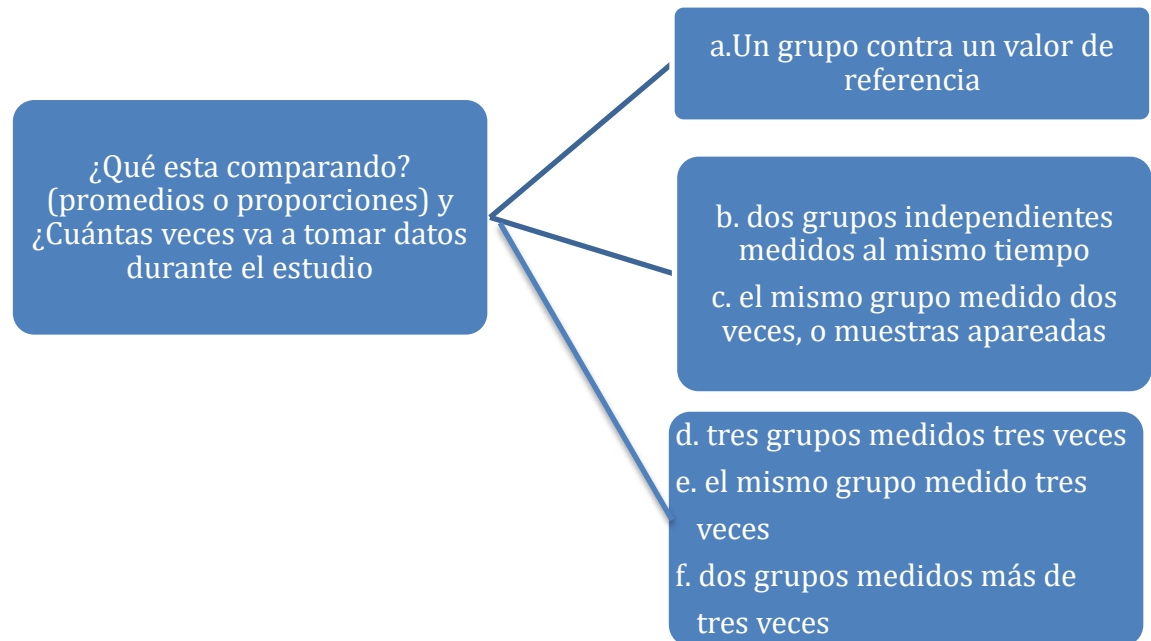 ¿Qué esta comparando?
(promedios o proporciones) y
¿Cuántas veces va a tomar datos
durante el estudio
a.Un grupo contra un valor de
referencia
b. dos grupos independientes
medidos al mismo tiempo
c. el mismo grupo medido dos
veces, o muestras apareadas
d. tres grupos medidos tres veces
e. el mismo grupo medido tres
veces
f. dos grupos medidos más de
tres veces